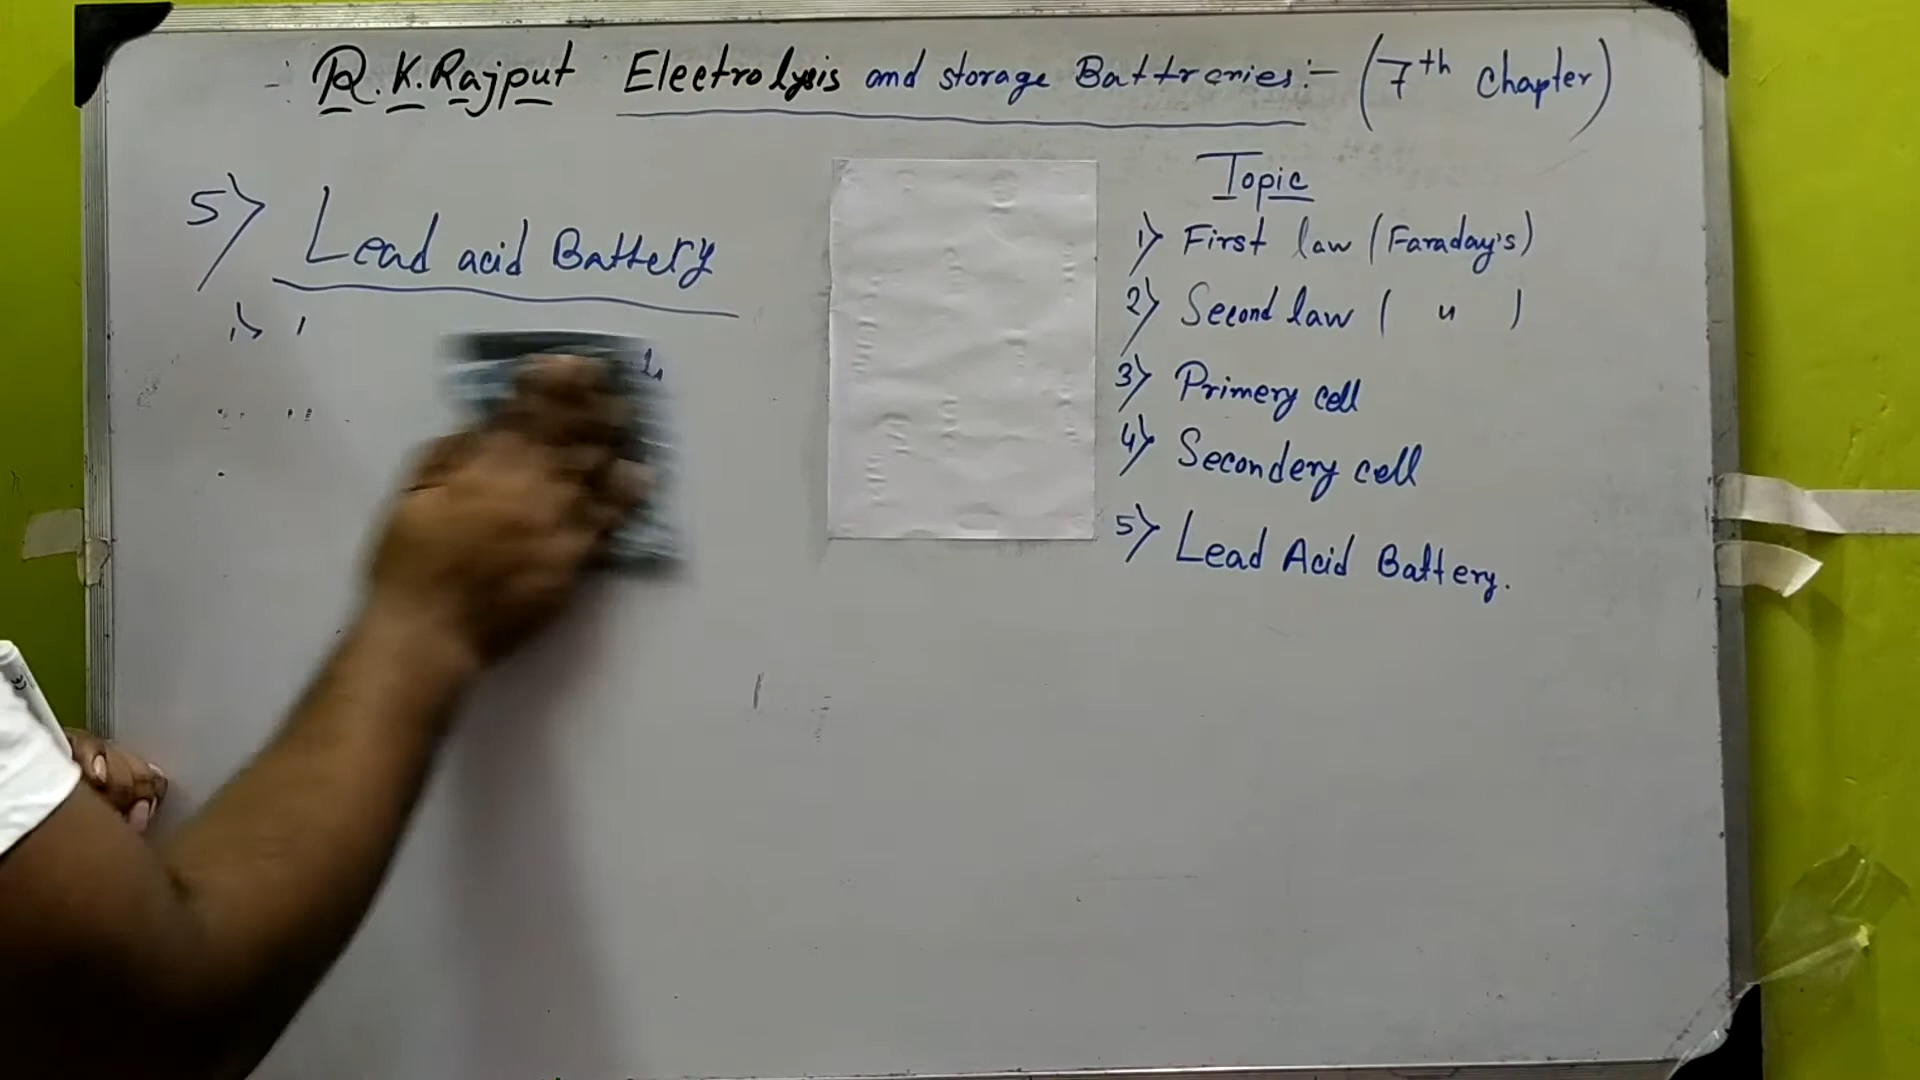 R.K.Rajput Electrolysis and storage Battreries:- (7th chapter)
5) Lead acid Battery
1)
Topic
1) First law (Faraday's)
2) Second law ( " )
3) Primery cell
4) Secondery cell
5) Lead Acid Battery.